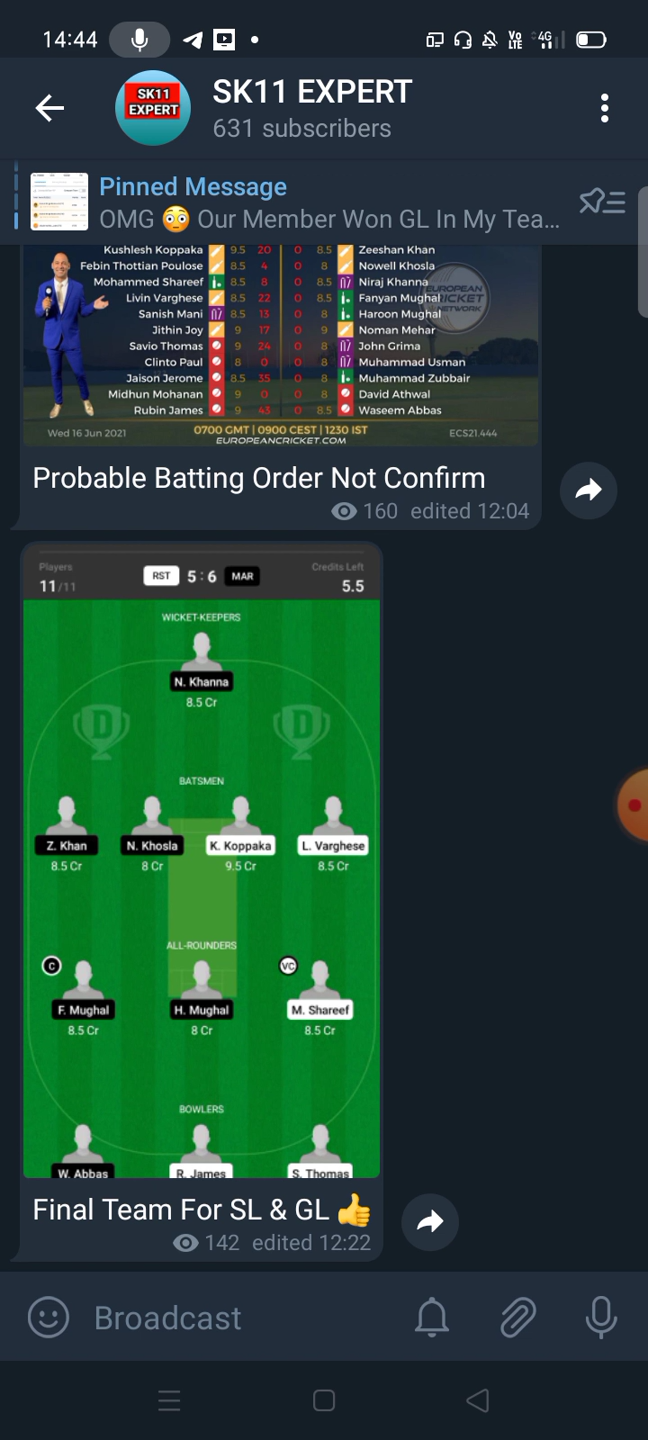 14:44
Vo LTE 4G
SK11 EXPERT
SK11 EXPERT
631 subscribers
Pinned Message
OMG 😳 Our Member Won GL In My Tea...
Kushlesh Koppaka 9.5 20 0 8.5 Zeeshan Khan
Febin Thottian Poulose 8.5 4 0 8 Nowell Khosla
Mohammed Shareef 8.5 8 0 8.5 Niraj Khanna
Livin Varghese 8.5 22 0 8.5 Fanyan Mughal
Sanish Mani 8.5 13 0 8 Haroon Mughal
Jithin Joy 9 17 0 9 Noman Mehar
Savio Thomas 9 24 0 8 John Grima
Clinto Paul 8 0 0 8 Muhammad Usman
Jaison Jerome 8.5 35 0 8 Muhammad Zubbair
Midhun Mohanan 9 0 0 8 David Athwal
Rubin James 9 43 0 8.5 Waseem Abbas
EUROPEAN
CRICKET
NETWORK
Wed 16 Jun 2021 0700 GMT | 0900 CEST | 1230 IST ECS21.444
EUROPEANCRICKET.COM
Probable Batting Order Not Confirm
160 edited 12:04
Players Credits Left
11/11 RST 5 : 6 MAR 5.5
WICKET-KEEPERS
N. Khanna
8.5 Cr
D D
BATSMEN
Z. Khan N. Khosla K. Koppaka L. Varghese
8.5 Cr 8 Cr 9.5 Cr 8.5 Cr
ALL-ROUNDERS
C VC
F. Mughal H. Mughal M. Shareef
8.5 Cr 8 Cr 8.5 Cr
BOWLERS
W. Abbas R. James S. Thomas
Final Team For SL & GL 👍
142 edited 12:22
Broadcast